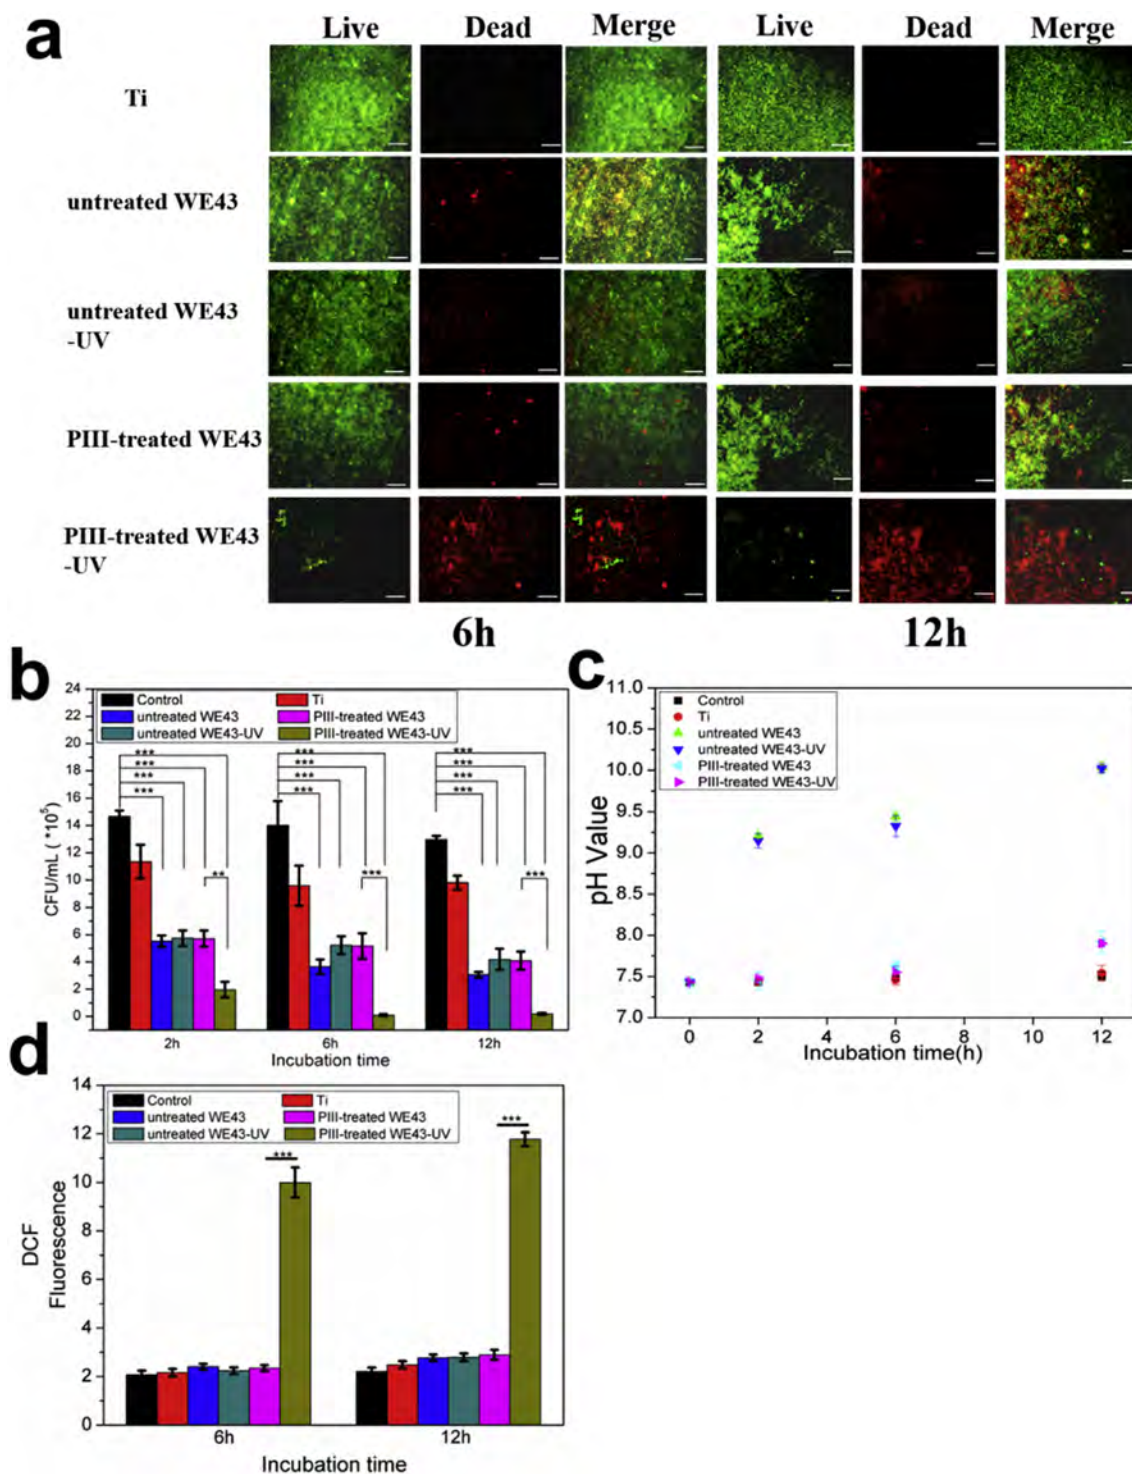 a
Live Dead Merge Live Dead Merge
Ti
untreated WE43
untreated WE43
-UV
PIII-treated WE43
PIII-treated WE43
-UV
6h 12h
b
24
22
20
18
16
14
12
10
8
6
4
2
0
CFU/mL ( *10⁵)
Control Ti
untreated WE43 PIII-treated WE43
untreated WE43-UV PIII-treated WE43-UV
***
***
***
***
**
***
***
***
***
***
***
***
***
***
***
2h 6h 12h
Incubation time
c
11.0
10.5
10.0
9.5
9.0
8.5
8.0
7.5
7.0
pH Value
Control
Ti
untreated WE43
untreated WE43-UV
PIII-treated WE43
PIII-treated WE43-UV
0 2 4 6 8 10 12
Incubation time(h)
d
14
12
10
8
6
4
2
0
DCF
Fluorescence
Control Ti
untreated WE43 PIII-treated WE43
untreated WE43-UV PIII-treated WE43-UV
***
***
6h 12h
Incubation time